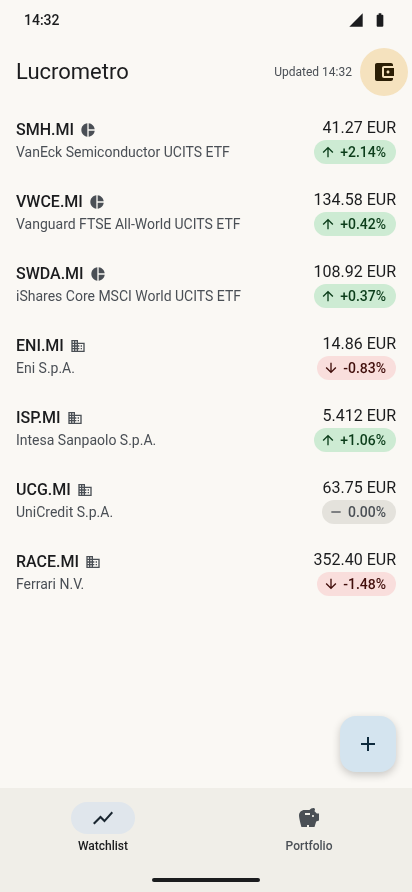 14:32
Lucrometro
Updated 14:32
SMH.MI
41.27 EUR
VanEck Semiconductor UCITS ETF
+2.14%
VWCE.MI
134.58 EUR
Vanguard FTSE All-World UCITS ETF
+0.42%
SWDA.MI
108.92 EUR
iShares Core MSCI World UCITS ETF
+0.37%
ENI.MI
14.86 EUR
Eni S.p.A.
-0.83%
ISP.MI
5.412 EUR
Intesa Sanpaolo S.p.A.
+1.06%
UCG.MI
63.75 EUR
UniCredit S.p.A.
0.00%
RACE.MI
352.40 EUR
Ferrari N.V.
-1.48%
Watchlist
Portfolio